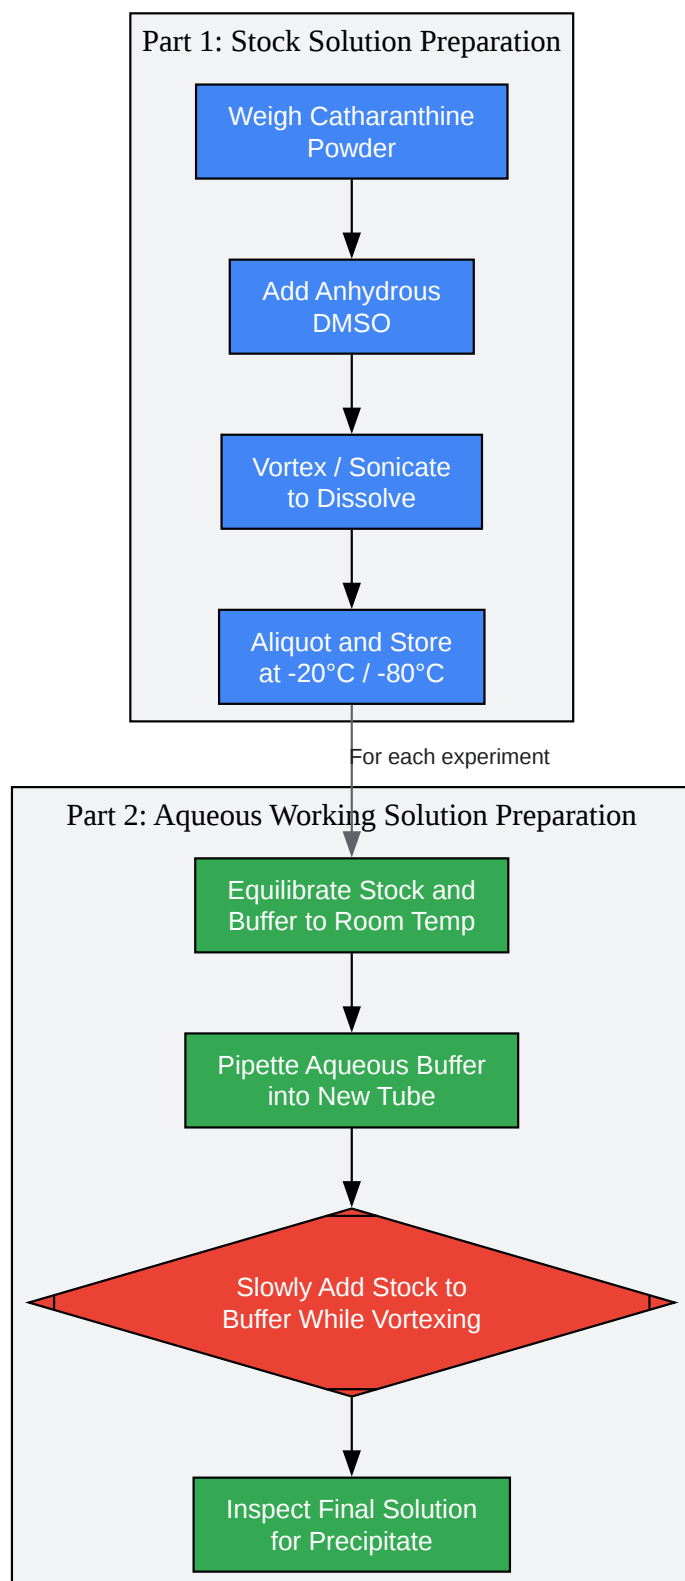 Part 1: Stock Solution Preparation
Weigh Catharanthine
Powder
Add Anhydrous
DMSO
Vortex / Sonicate
to Dissolve
Aliquot and Store
at -20°C / -80°C
For each experiment
Part 2: Aqueous Working Solution Preparation
Equilibrate Stock and
Buffer to Room Temp
Pipette Aqueous Buffer
into New Tube
Slowly Add Stock to
Buffer While Vortexing
Inspect Final Solution
for Precipitate